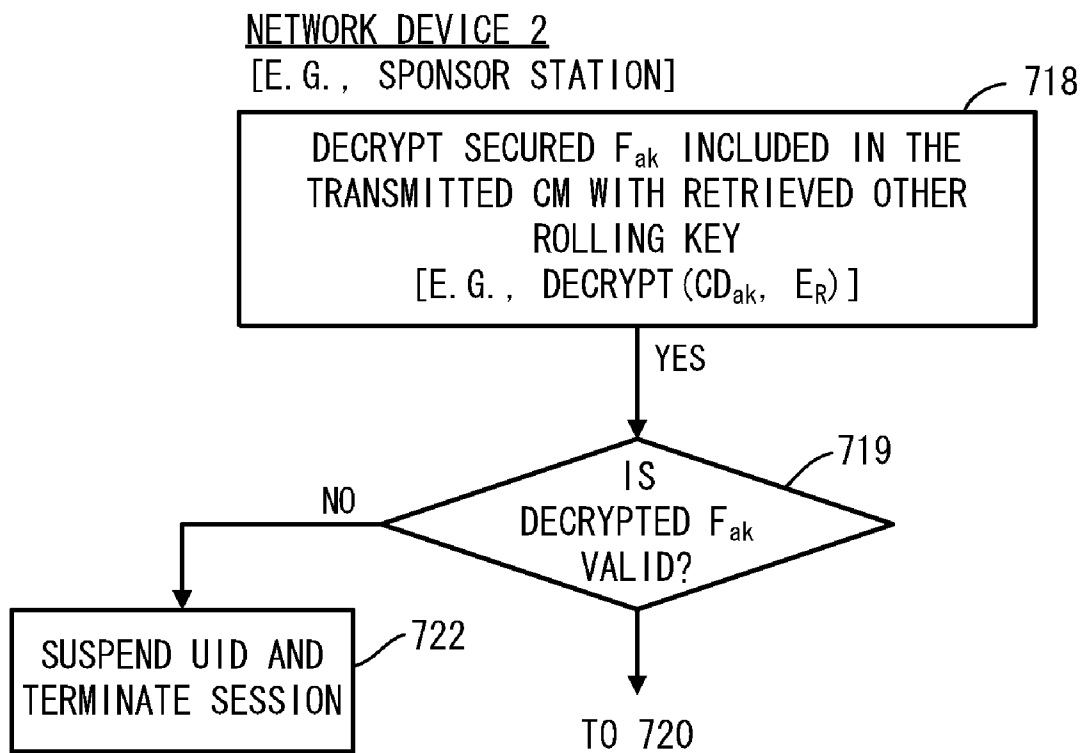 NETWORK DEVICE 2
[E.G., SPONSOR STATION]
718
DECRYPT SECURED Fak INCLUDED IN THE
TRANSMITTED CM WITH RETRIEVED OTHER
ROLLING KEY
[E.G., DECRYPT(CDak, ER)]
YES
719
IS
DECRYPTED Fak
VALID?
NO
722
SUSPEND UID AND
TERMINATE SESSION
TO 720